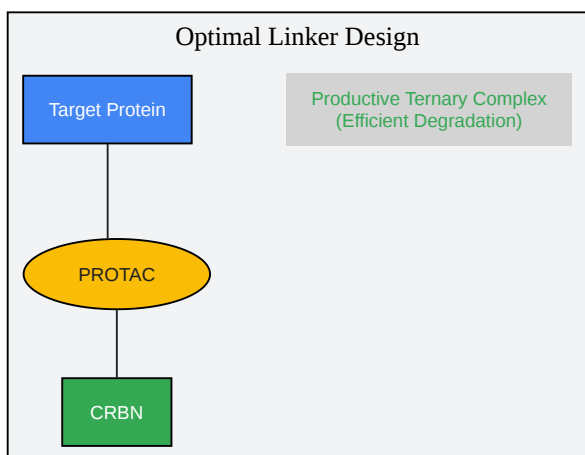 Optimal Linker Design
Target Protein
Productive Ternary Complex
(Efficient Degradation)
PROTAC
CRBN